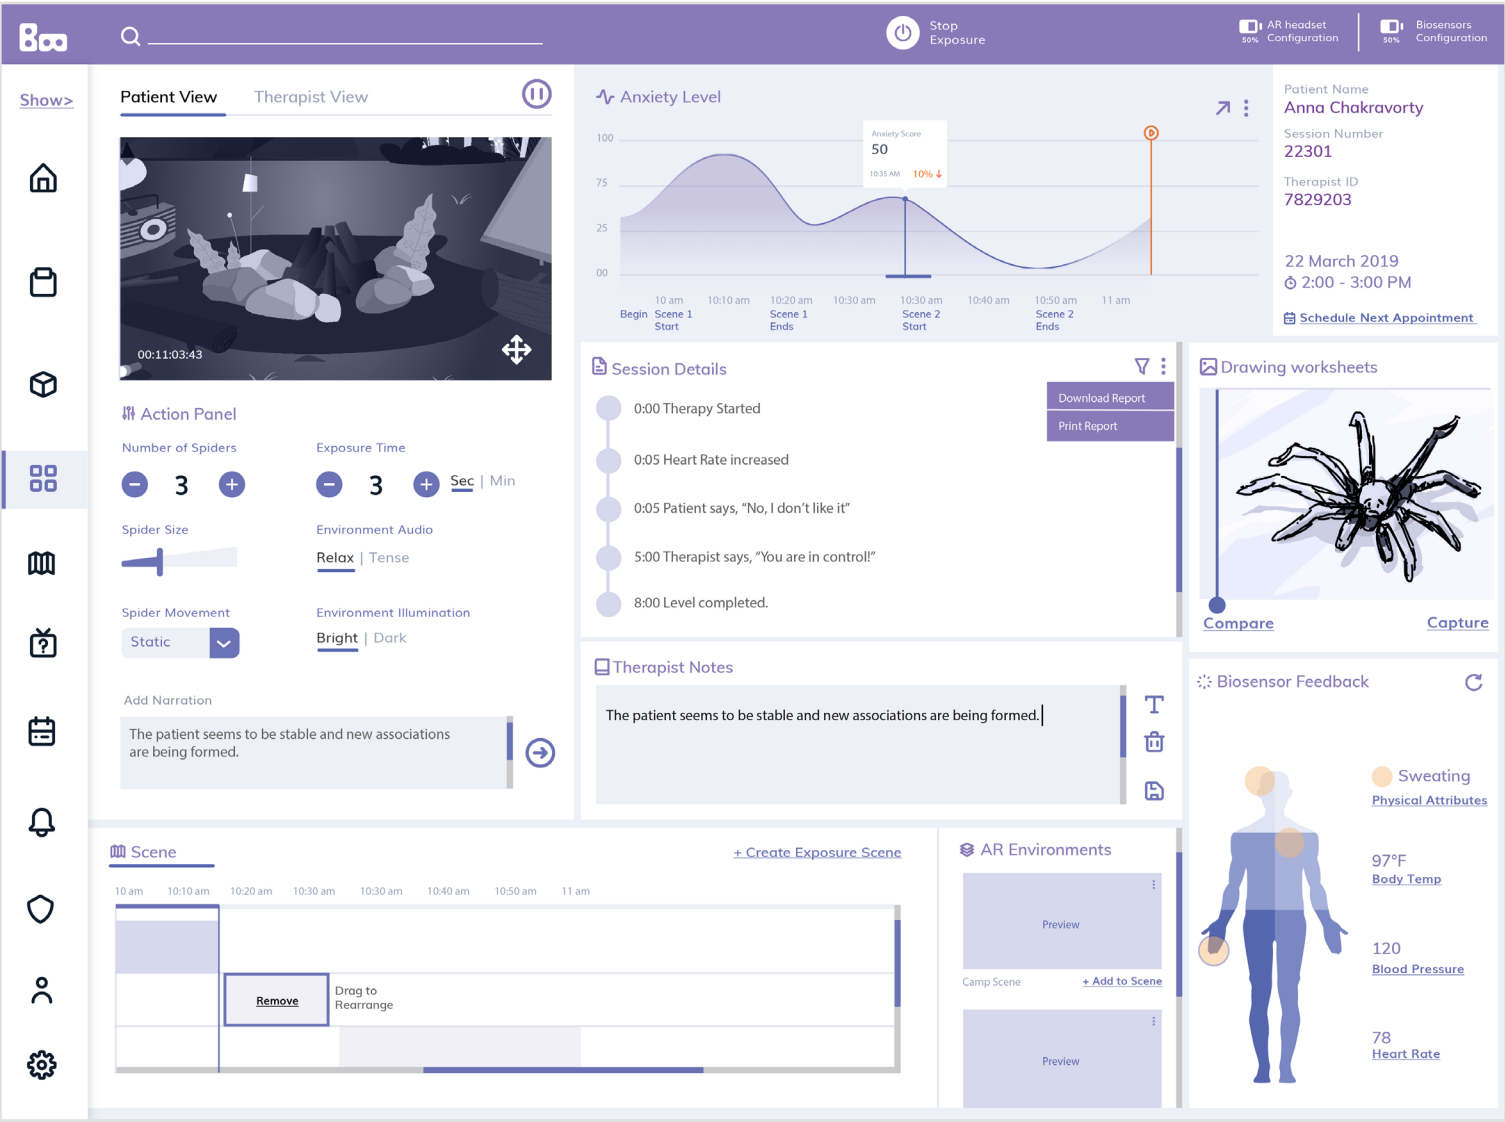 Boo
Stop
Exposure
50%
AR headset
Configuration
50%
Biosensors
Configuration
Show>
Patient View
Therapist View
00:11:03:43
Action Panel
Number of Spiders
Exposure Time
3
3
Sec | Min
Spider Size
Environment Audio
Relax | Tense
Spider Movement
Environment Illumination
Static
Bright | Dark
Add Narration
The patient seems to be stable and new associations
are being formed.
Anxiety Level
100
75
25
00
Anxiety Score
50
10:35 AM
10%
10 am
10:10 am
10:20 am
10:30 am
10:30 am
10:40 am
10:50 am
11 am
Begin
Scene 1
Start
Scene 1
Ends
Scene 2
Start
Scene 2
Ends
Patient Name
Anna Chakravorty
Session Number
22301
Therapist ID
7829203
22 March 2019
2:00 - 3:00 PM
Schedule Next Appointment
Session Details
Download Report
Print Report
0:00 Therapy Started
0:05 Heart Rate increased
0:05 Patient says, “No, I don’t like it”
5:00 Therapist says, “You are in control!”
8:00 Level completed.
Drawing worksheets
Compare
Capture
Therapist Notes
The patient seems to be stable and new associations are being formed.
Biosensor Feedback
Sweating
Physical Attributes
97°F
Body Temp
120
Blood Pressure
78
Heart Rate
Scene
+ Create Exposure Scene
10 am
10:10 am
10:20 am
10:30 am
10:30 am
10:40 am
10:50 am
11 am
Remove
Drag to
Rearrange
AR Environments
Preview
Camp Scene
+ Add to Scene
Preview